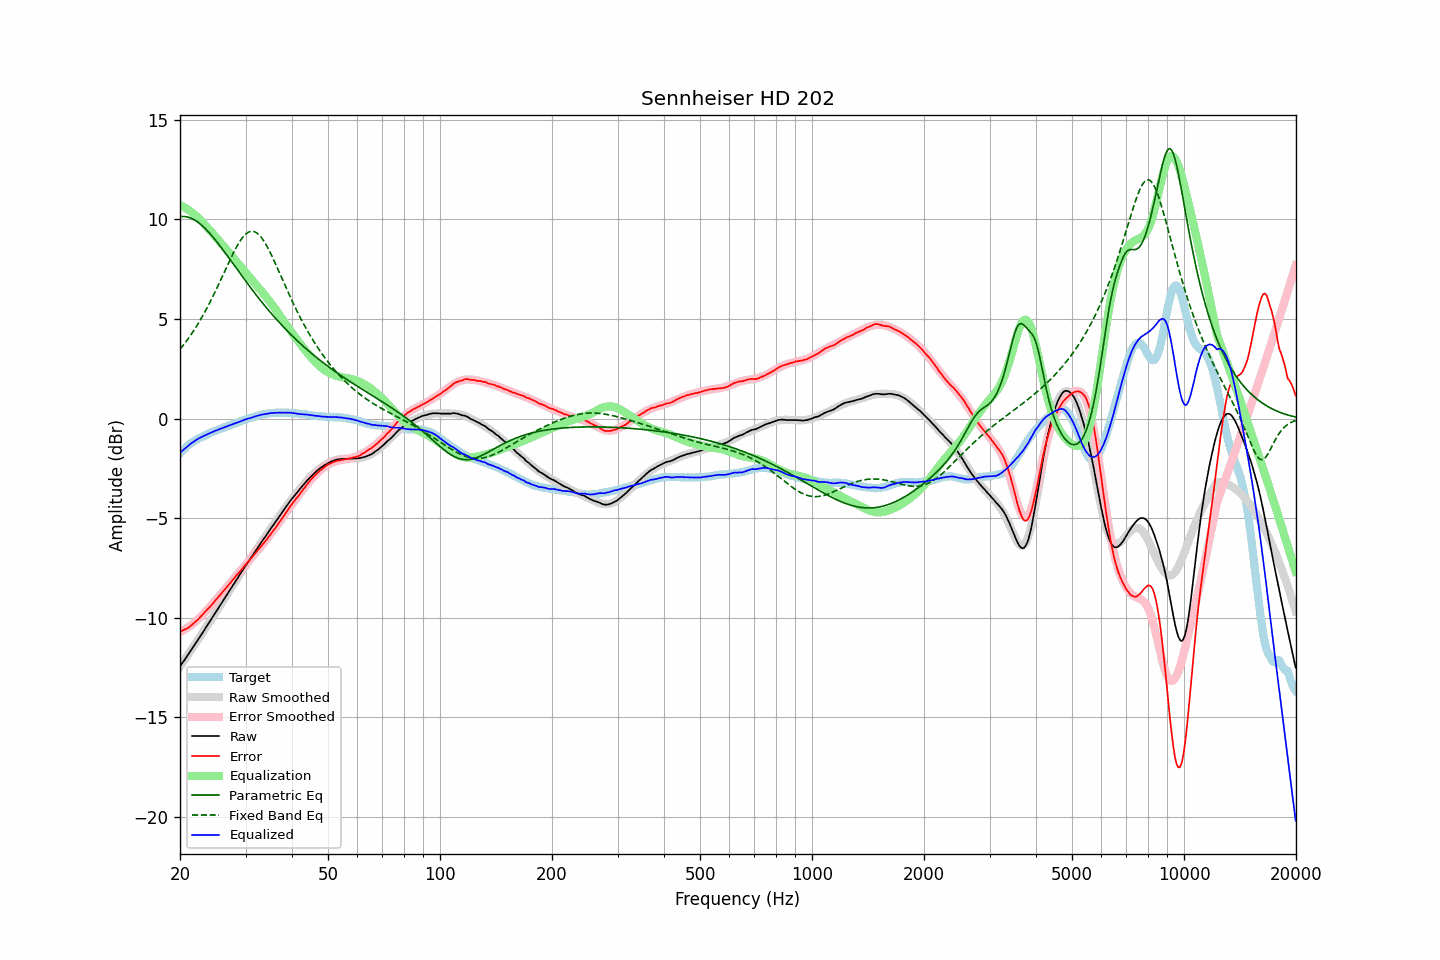 Sennheiser HD 202
15
10
5
0
−5
−10
−15
−20
Amplitude (dBr)
Target
Raw Smoothed
Error Smoothed
Raw
Error
Equalization
Parametric Eq
Fixed Band Eq
Equalized
20 50 100 200 500 1000 2000 5000 10000 20000
Frequency (Hz)